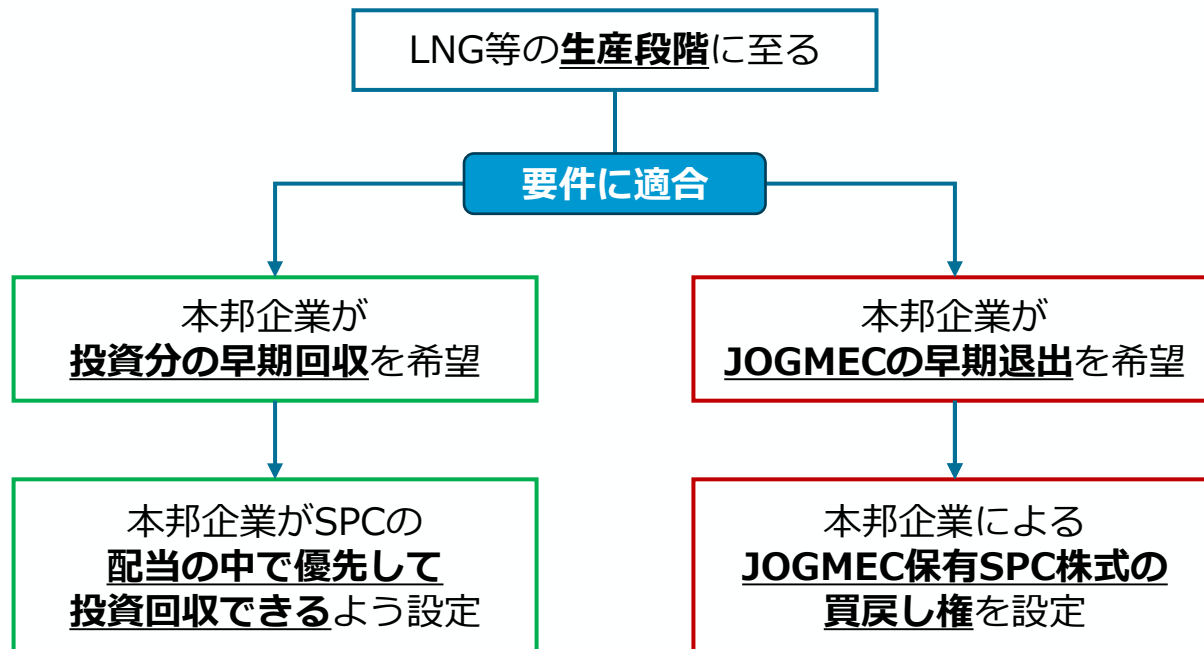 LNG等の生産段階に至る
要件に適合
本邦企業が
投資分の早期回収を希望
本邦企業が
JOGMECの早期退出を希望
本邦企業がSPCの
配当の中で優先して
投資回収できるよう設定
本邦企業による
JOGMEC保有SPC株式の
買戻し権を設定